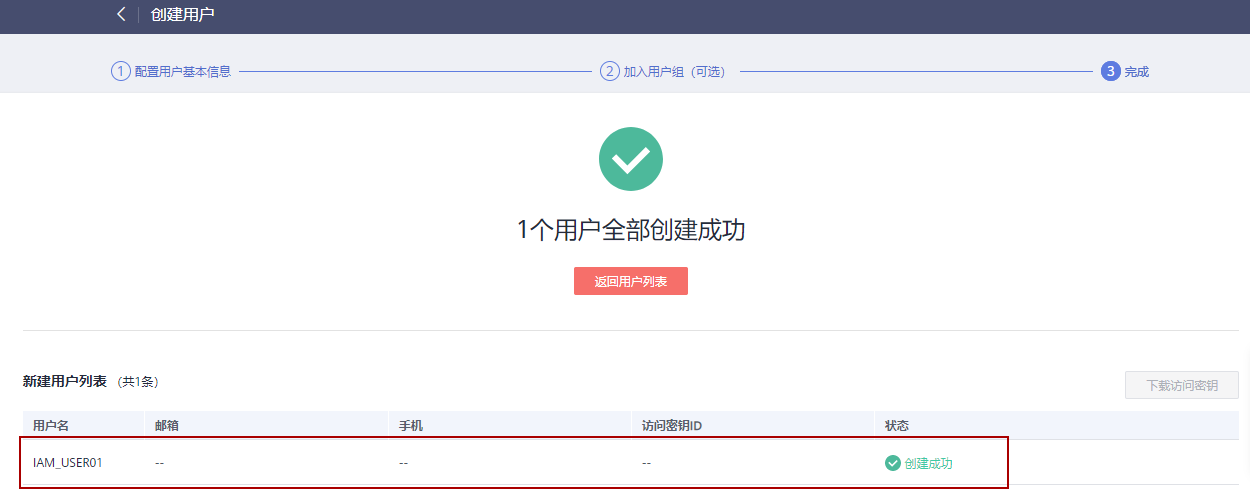 创建用户
1 配置用户基本信息 2 加入用户组（可选） 3 完成
1个用户全部创建成功
返回用户列表
新建用户列表 （共1条） 下载访问密钥
用户名 邮箱 手机 访问密钥ID 状态
IAM_USER01 -- -- -- 创建成功